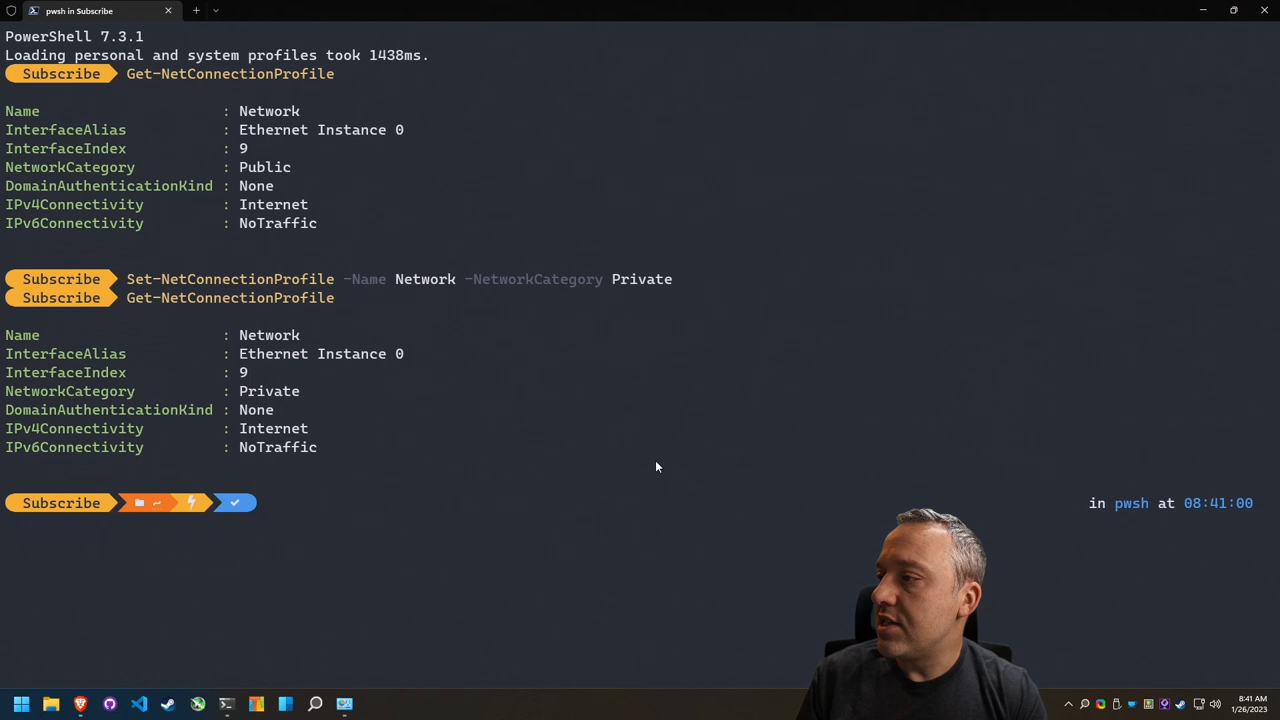 pwsh in Subscribe
PowerShell 7.3.1
Loading personal and system profiles took 1438ms.
Subscribe Get-NetConnectionProfile
Name : Network
InterfaceAlias : Ethernet Instance 0
InterfaceIndex : 9
NetworkCategory : Public
DomainAuthenticationKind : None
IPv4Connectivity : Internet
IPv6Connectivity : NoTraffic
Subscribe Set-NetConnectionProfile -Name Network -NetworkCategory Private
Subscribe Get-NetConnectionProfile
Name : Network
InterfaceAlias : Ethernet Instance 0
InterfaceIndex : 9
NetworkCategory : Private
DomainAuthenticationKind : None
IPv4Connectivity : Internet
IPv6Connectivity : NoTraffic
Subscribe ~ in pwsh at 08:41:00
8:41 AM
1/26/2023